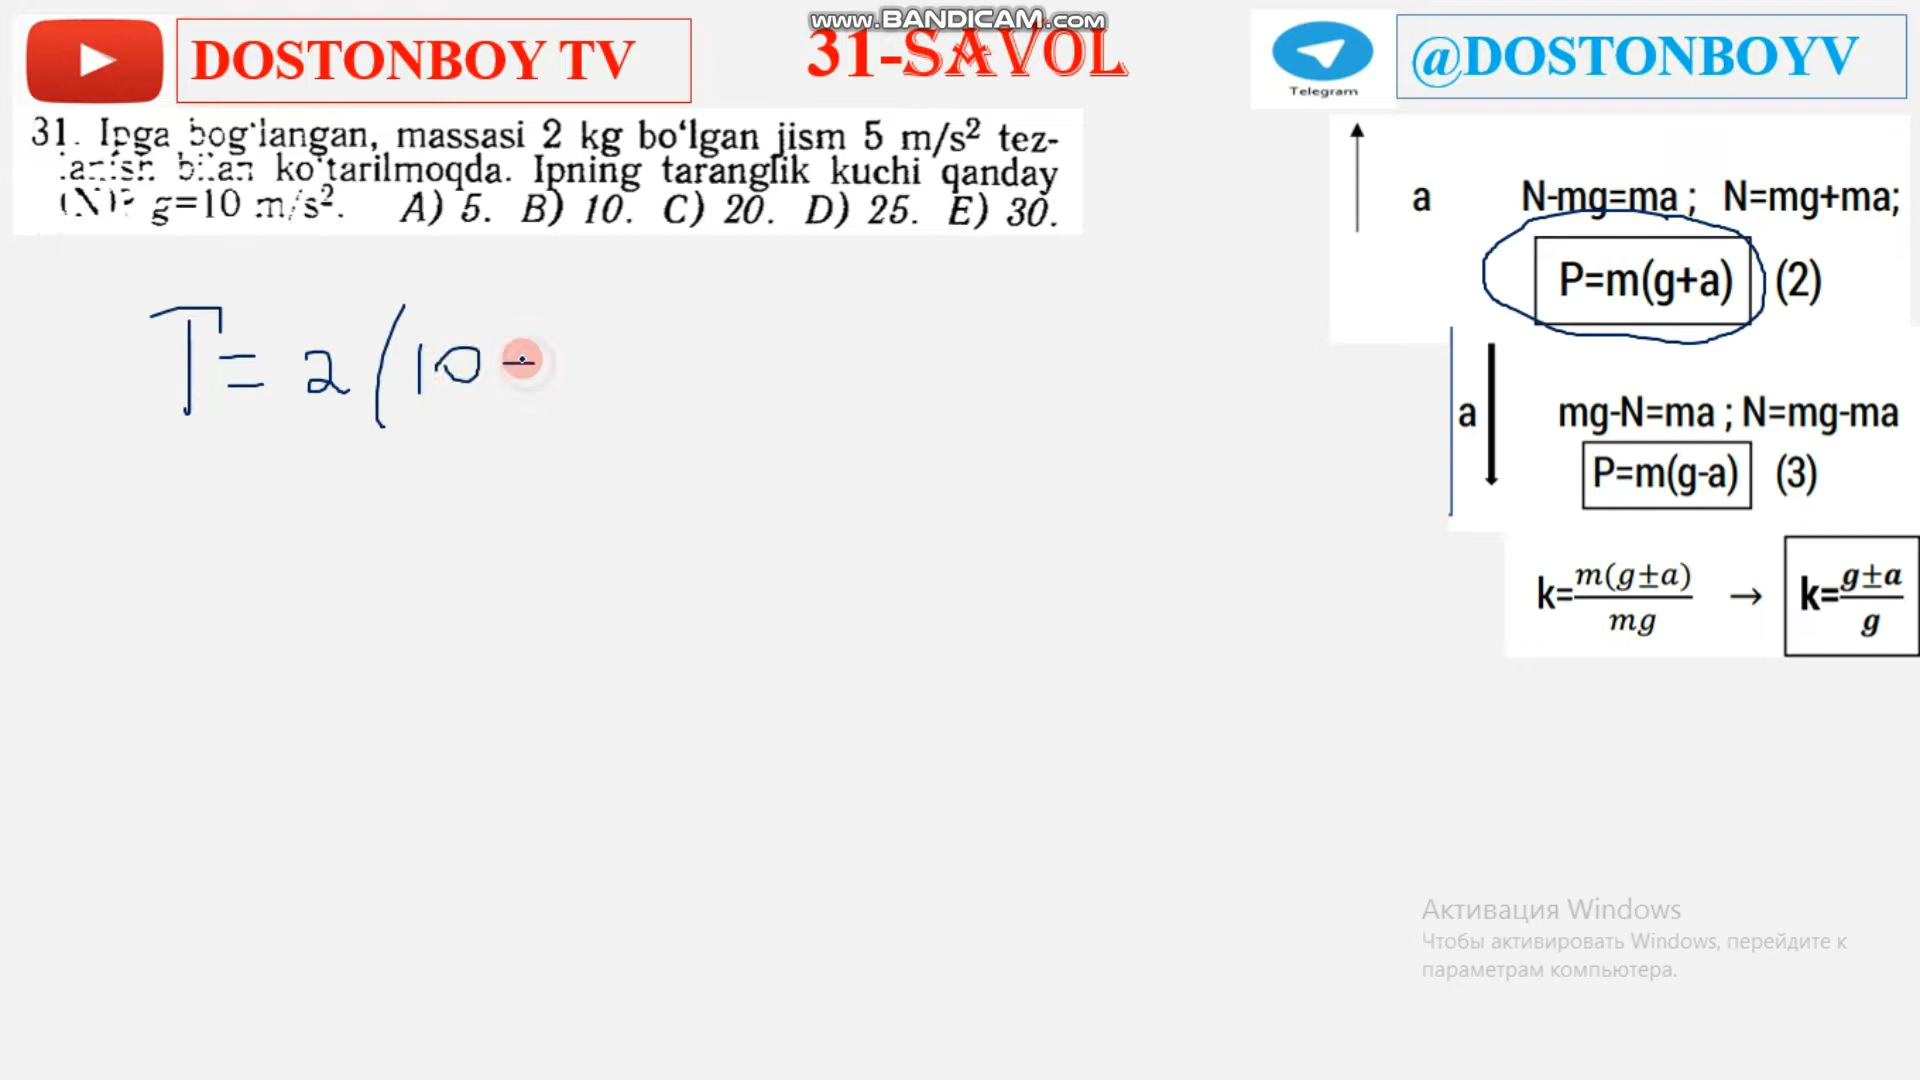 www.BANDICAM.com
DOSTONBOY TV
31-SAVOL
Telegram
@DOSTONBOYV
31. Ipga bog‘langan, massasi 2 kg bo‘lgan jism 5 m/s² tez-
lanish bilan ko‘tarilmoqda. Ipning taranglik kuchi qanday
(N)? g=10 m/s². A) 5. B) 10. C) 20. D) 25. E) 30.
a N-mg=ma ; N=mg+ma;
P=m(g+a) (2)
T = 2 (10 -
a mg-N=ma ; N=mg-ma
P=m(g-a) (3)
k=m(g±a)/mg → k=g±a/g
Активация Windows
Чтобы активировать Windows, перейдите к
параметрам компьютера.